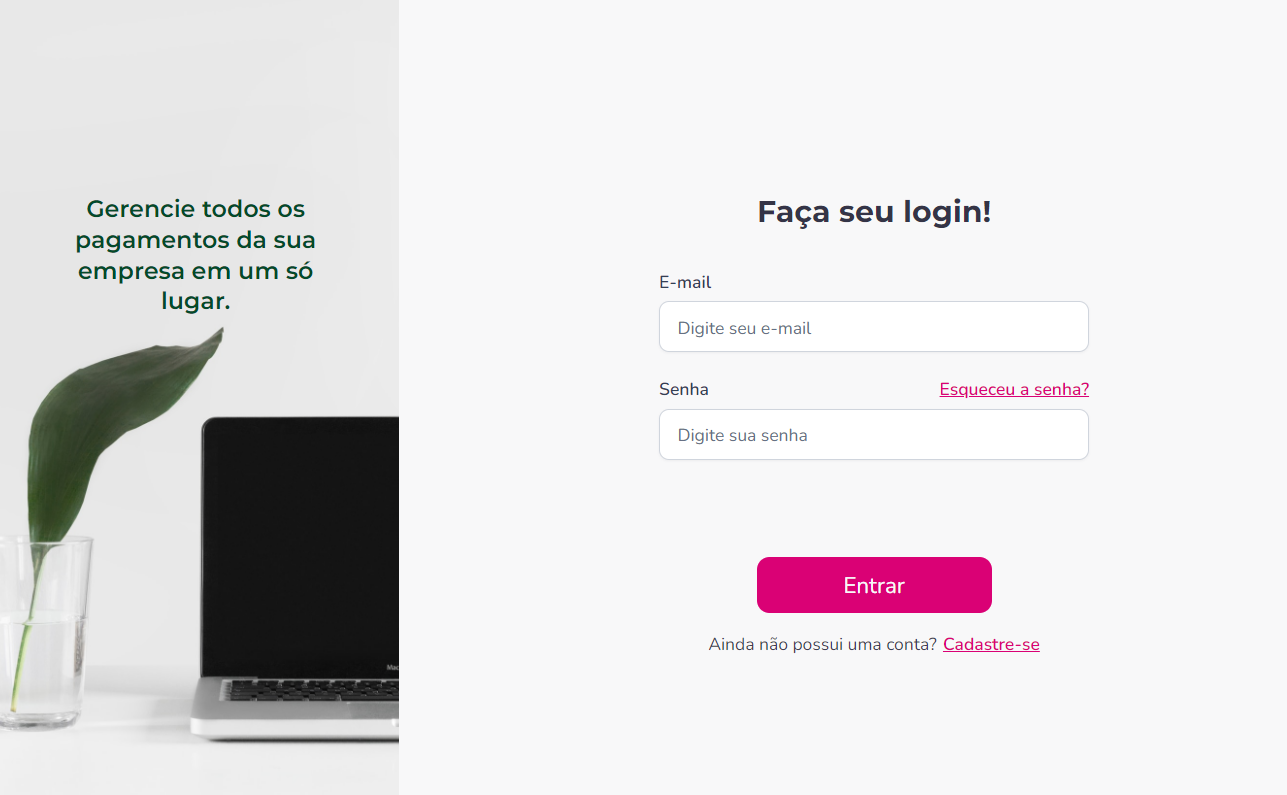 Gerencie todos os
pagamentos da sua
empresa em um só
lugar.
Faça seu login!
E-mail
Digite seu e-mail
Senha
Esqueceu a senha?
Digite sua senha
Entrar
Ainda não possui uma conta? Cadastre-se